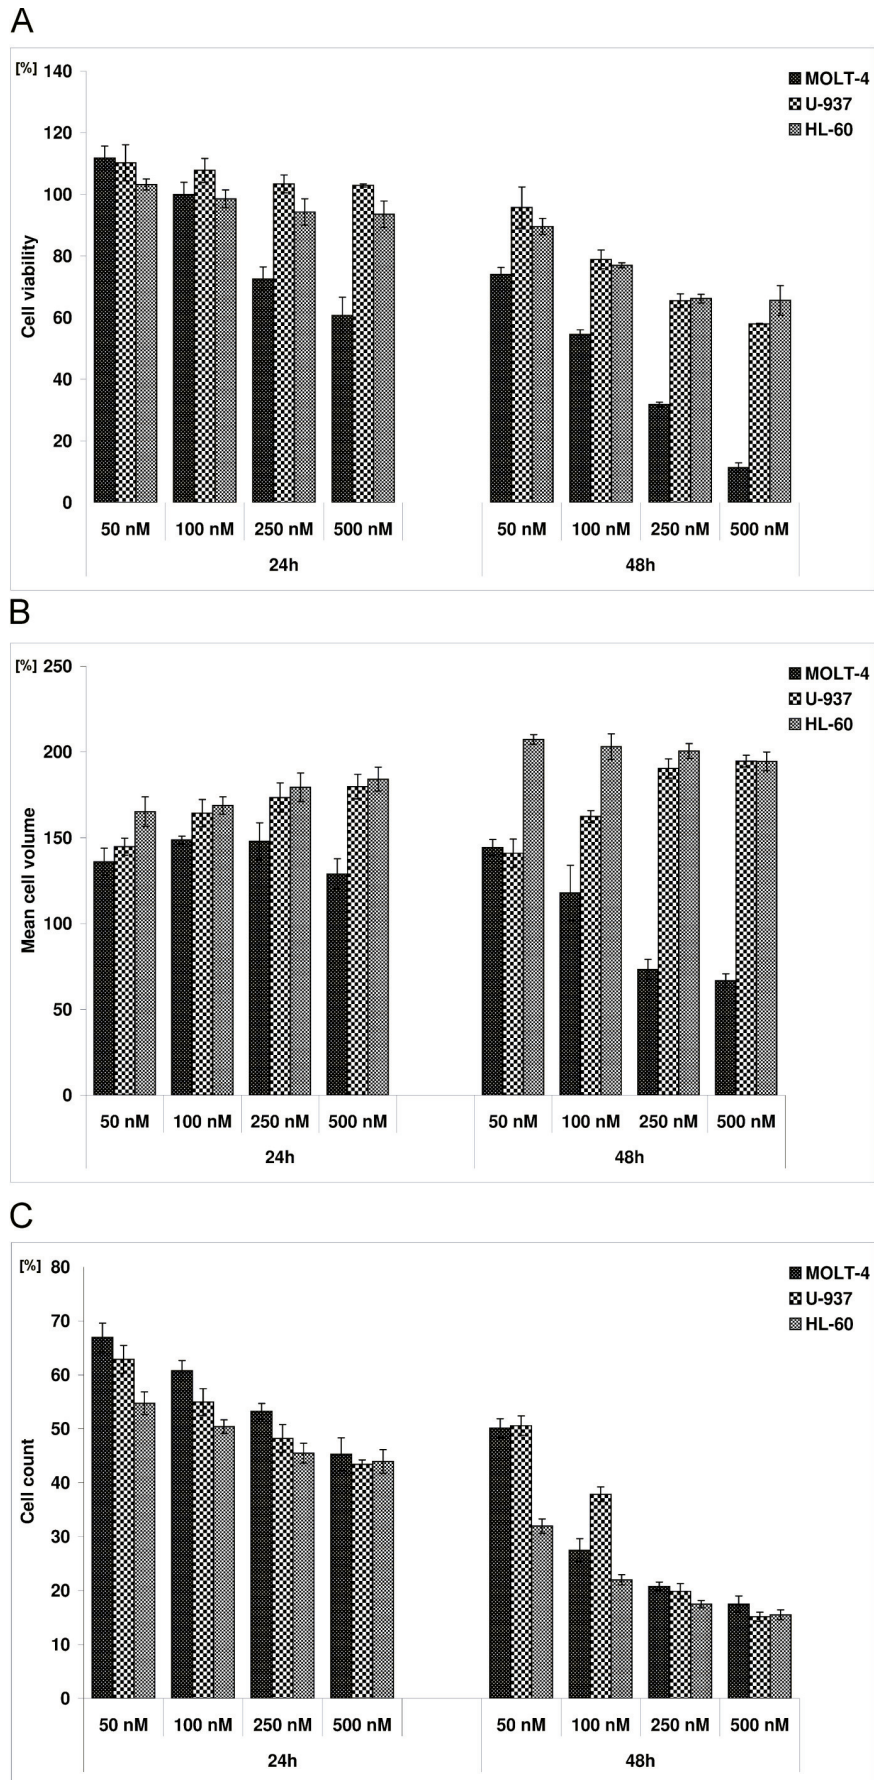 A
[%] 140
120
100
80
60
40
20
0
Cell viability
MOLT-4
U-937
HL-60
50 nM 100 nM 250 nM 500 nM 50 nM 100 nM 250 nM 500 nM
24h 48h
B
[%] 250
200
150
100
50
0
Mean cell volume
MOLT-4
U-937
HL-60
50 nM 100 nM 250 nM 500 nM 50 nM 100 nM 250 nM 500 nM
24h 48h
C
[%] 80
70
60
50
40
30
20
10
0
Cell count
MOLT-4
U-937
HL-60
50 nM 100 nM 250 nM 500 nM 50 nM 100 nM 250 nM 500 nM
24h 48h